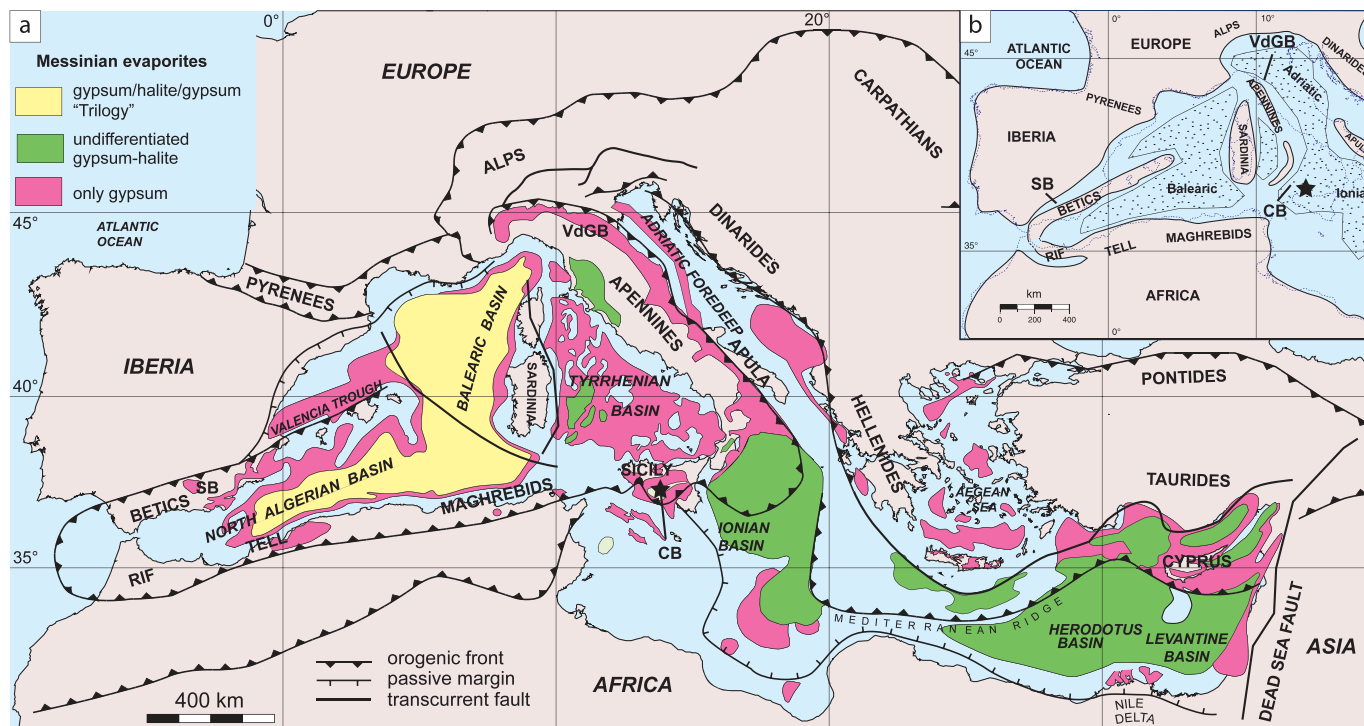 a
0°
20°
Messinian evaporites
gypsum/halite/gypsum
“Trilogy”
undifferentiated
gypsum-halite
only gypsum
EUROPE
CARPATHIANS
ALPS
45°
ATLANTIC
OCEAN
VdGB
DINARIDES
ADRIATIC FOREDEEP
PYRENEES
APENNINES
APULA
IBERIA
BALEARIC BASIN
SARDINIA
40°
VALENCIA TROUGH
TYRRHENIAN
BASIN
PONTIDES
HELLENIDES
SICILY
SB
BETICS
NORTH ALGERIAN BASIN
MAGHREBIDS
TELL
AEGEAN
SEA
TAURIDES
IONIAN
BASIN
35°
RIF
CB
CYPRUS
MEDITERRANEAN RIDGE
HERODOTUS
BASIN
LEVANTINE
BASIN
DEAD SEA FAULT
ASIA
AFRICA
NILE
DELTA
orogenic front
passive margin
transcurrent fault
400 km
b
0°
10°
ALPS
VdGB
EUROPE
ATLANTIC
OCEAN
45°
DINARIDES
Adriatic
PYRENEES
APENNINES
IBERIA
SARDINIA
APUL
SB
Balearic
BETICS
Ionia
CB
MAGHREBIDS
35°
TELL
RIF
km
0 200 400
AFRICA
0°